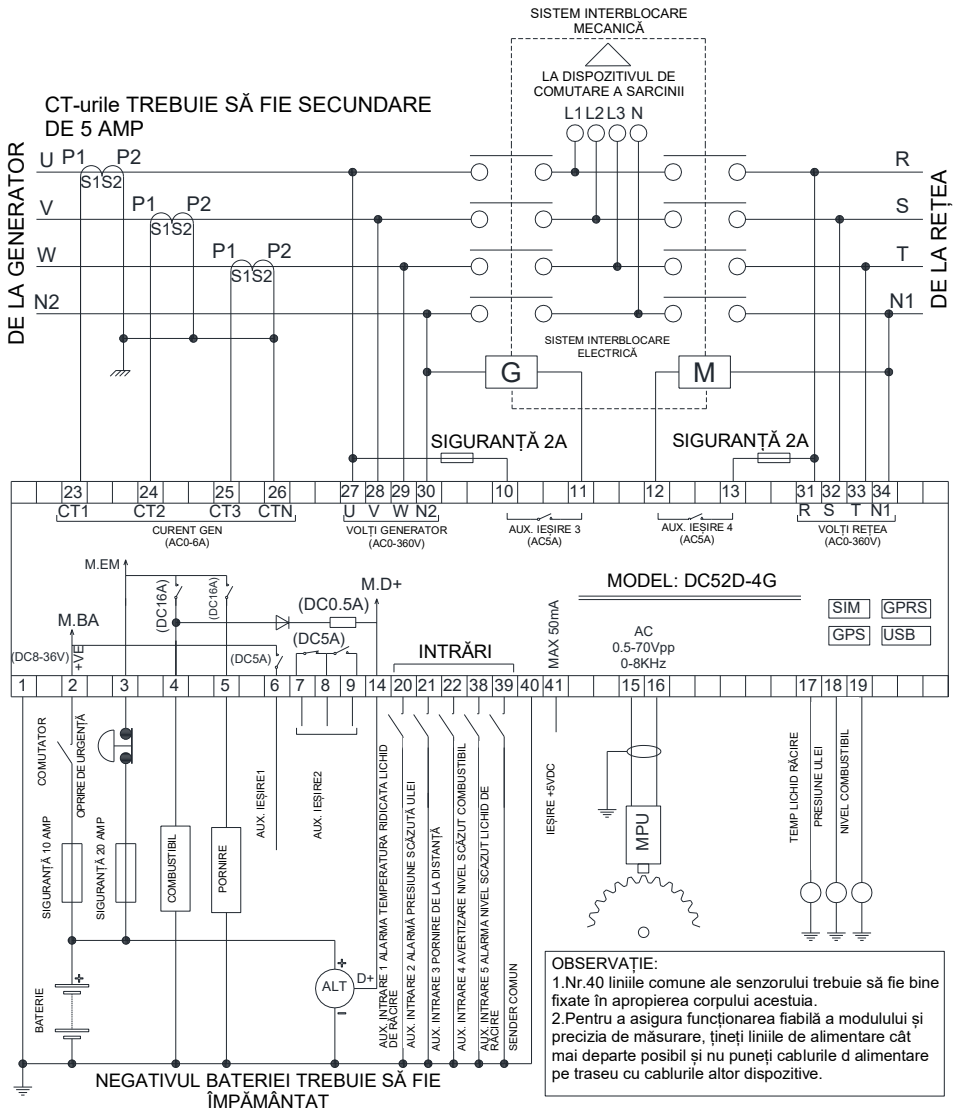 SISTEM INTERBLOCARE
MECANICĂ
LA DISPOZITIVUL DE
COMUTARE A SARCINII
L1 L2 L3 N
CT-urile TREBUIE SĂ FIE SECUNDARE
DE 5 AMP
DE LA GENERATOR
U P1 P2
S1S2
V P1 P2
S1S2
W P1 P2
S1S2
N2
R
S
T
N1
DE LA REȚEA
SISTEM INTERBLOCARE
ELECTRICĂ
G
M
SIGURANȚĂ 2A
SIGURANȚĂ 2A
23 24 25 26 27 28 29 30 10 11 12 13 31 32 33 34
CT1 CT2 CT3 CTN U V W N2 R S T N1
CURENT GEN
(AC0-6A)
VOLȚI GENERATOR
(AC0-360V)
AUX. IEȘIRE 3
(AC5A)
AUX. IEȘIRE 4
(AC5A)
VOLȚI REȚEA
(AC0-360V)
M.EM
(DC16A)
(DC16A)
M.D+
(DC0.5A)
(DC5A)
M.BA
(DC8-36V)
+VE
(DC5A)
INTRĂRI
MAX 50mA
MODEL: DC52D-4G
AC
0.5-70Vpp
0-8KHz
SIM GPRS
GPS USB
1 2 3 4 5 6 7 8 9 14 20 21 22 38 39 40 41 15 16 17 18 19
COMUTATOR
OPRIRE DE URGENȚĂ
SIGURANȚĂ 10 AMP
SIGURANȚĂ 20 AMP
COMBUSTIBIL
PORNIRE
AUX. IEȘIRE1
AUX. IEȘIRE2
BATERIE
ALT
D+
AUX. INTRARE 1 ALARMA TEMPERATURA RIDICATA LICHID
DE RĂCIRE
AUX. INTRARE 2 ALARMĂ PRESIUNE SCĂZUTĂ ULEI
AUX. INTRARE 3 PORNIRE DE LA DISTANȚĂ
AUX. INTRARE 4 AVERTIZARE NIVEL SCĂZUT COMBUSTIBIL
AUX. INTRARE 5 ALARMA NIVEL SCĂZUT LICHID DE
RĂCIRE
SENDER COMUN
IEȘIRE +5VDC
MPU
TEMP LICHID RĂCIRE
PRESIUNE ULEI
NIVEL COMBUSTIBIL
NEGATIVUL BATERIEI TREBUIE SĂ FIE
ÎMPĂMÂNTAT
OBSERVAȚIE:
1.Nr.40 liniile comune ale senzorului trebuie să fie bine
fixate în apropierea corpului acestuia.
2.Pentru a asigura funcționarea fiabilă a modulului și
precizia de măsurare, țineți liniile de alimentare cât
mai departe posibil și nu puneți cablurile d alimentare
pe traseu cu cablurile altor dispozitive.